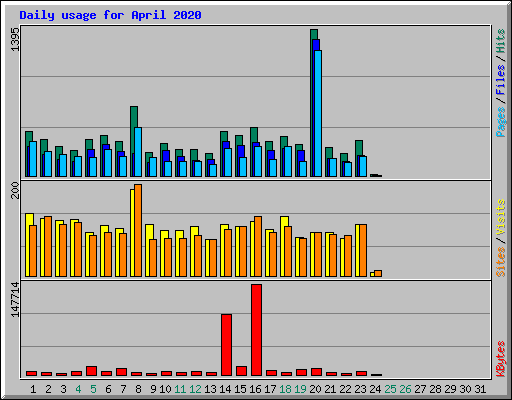 Daily usage for April 2020
1395
Pages / Files / Hits
200
Sites / Visits
147714
KBytes
1 2 3 4 5 6 7 8 9 10 11 12 13 14 15 16 17 18 19 20 21 22 23 24 25 26 27 28 29 30 31